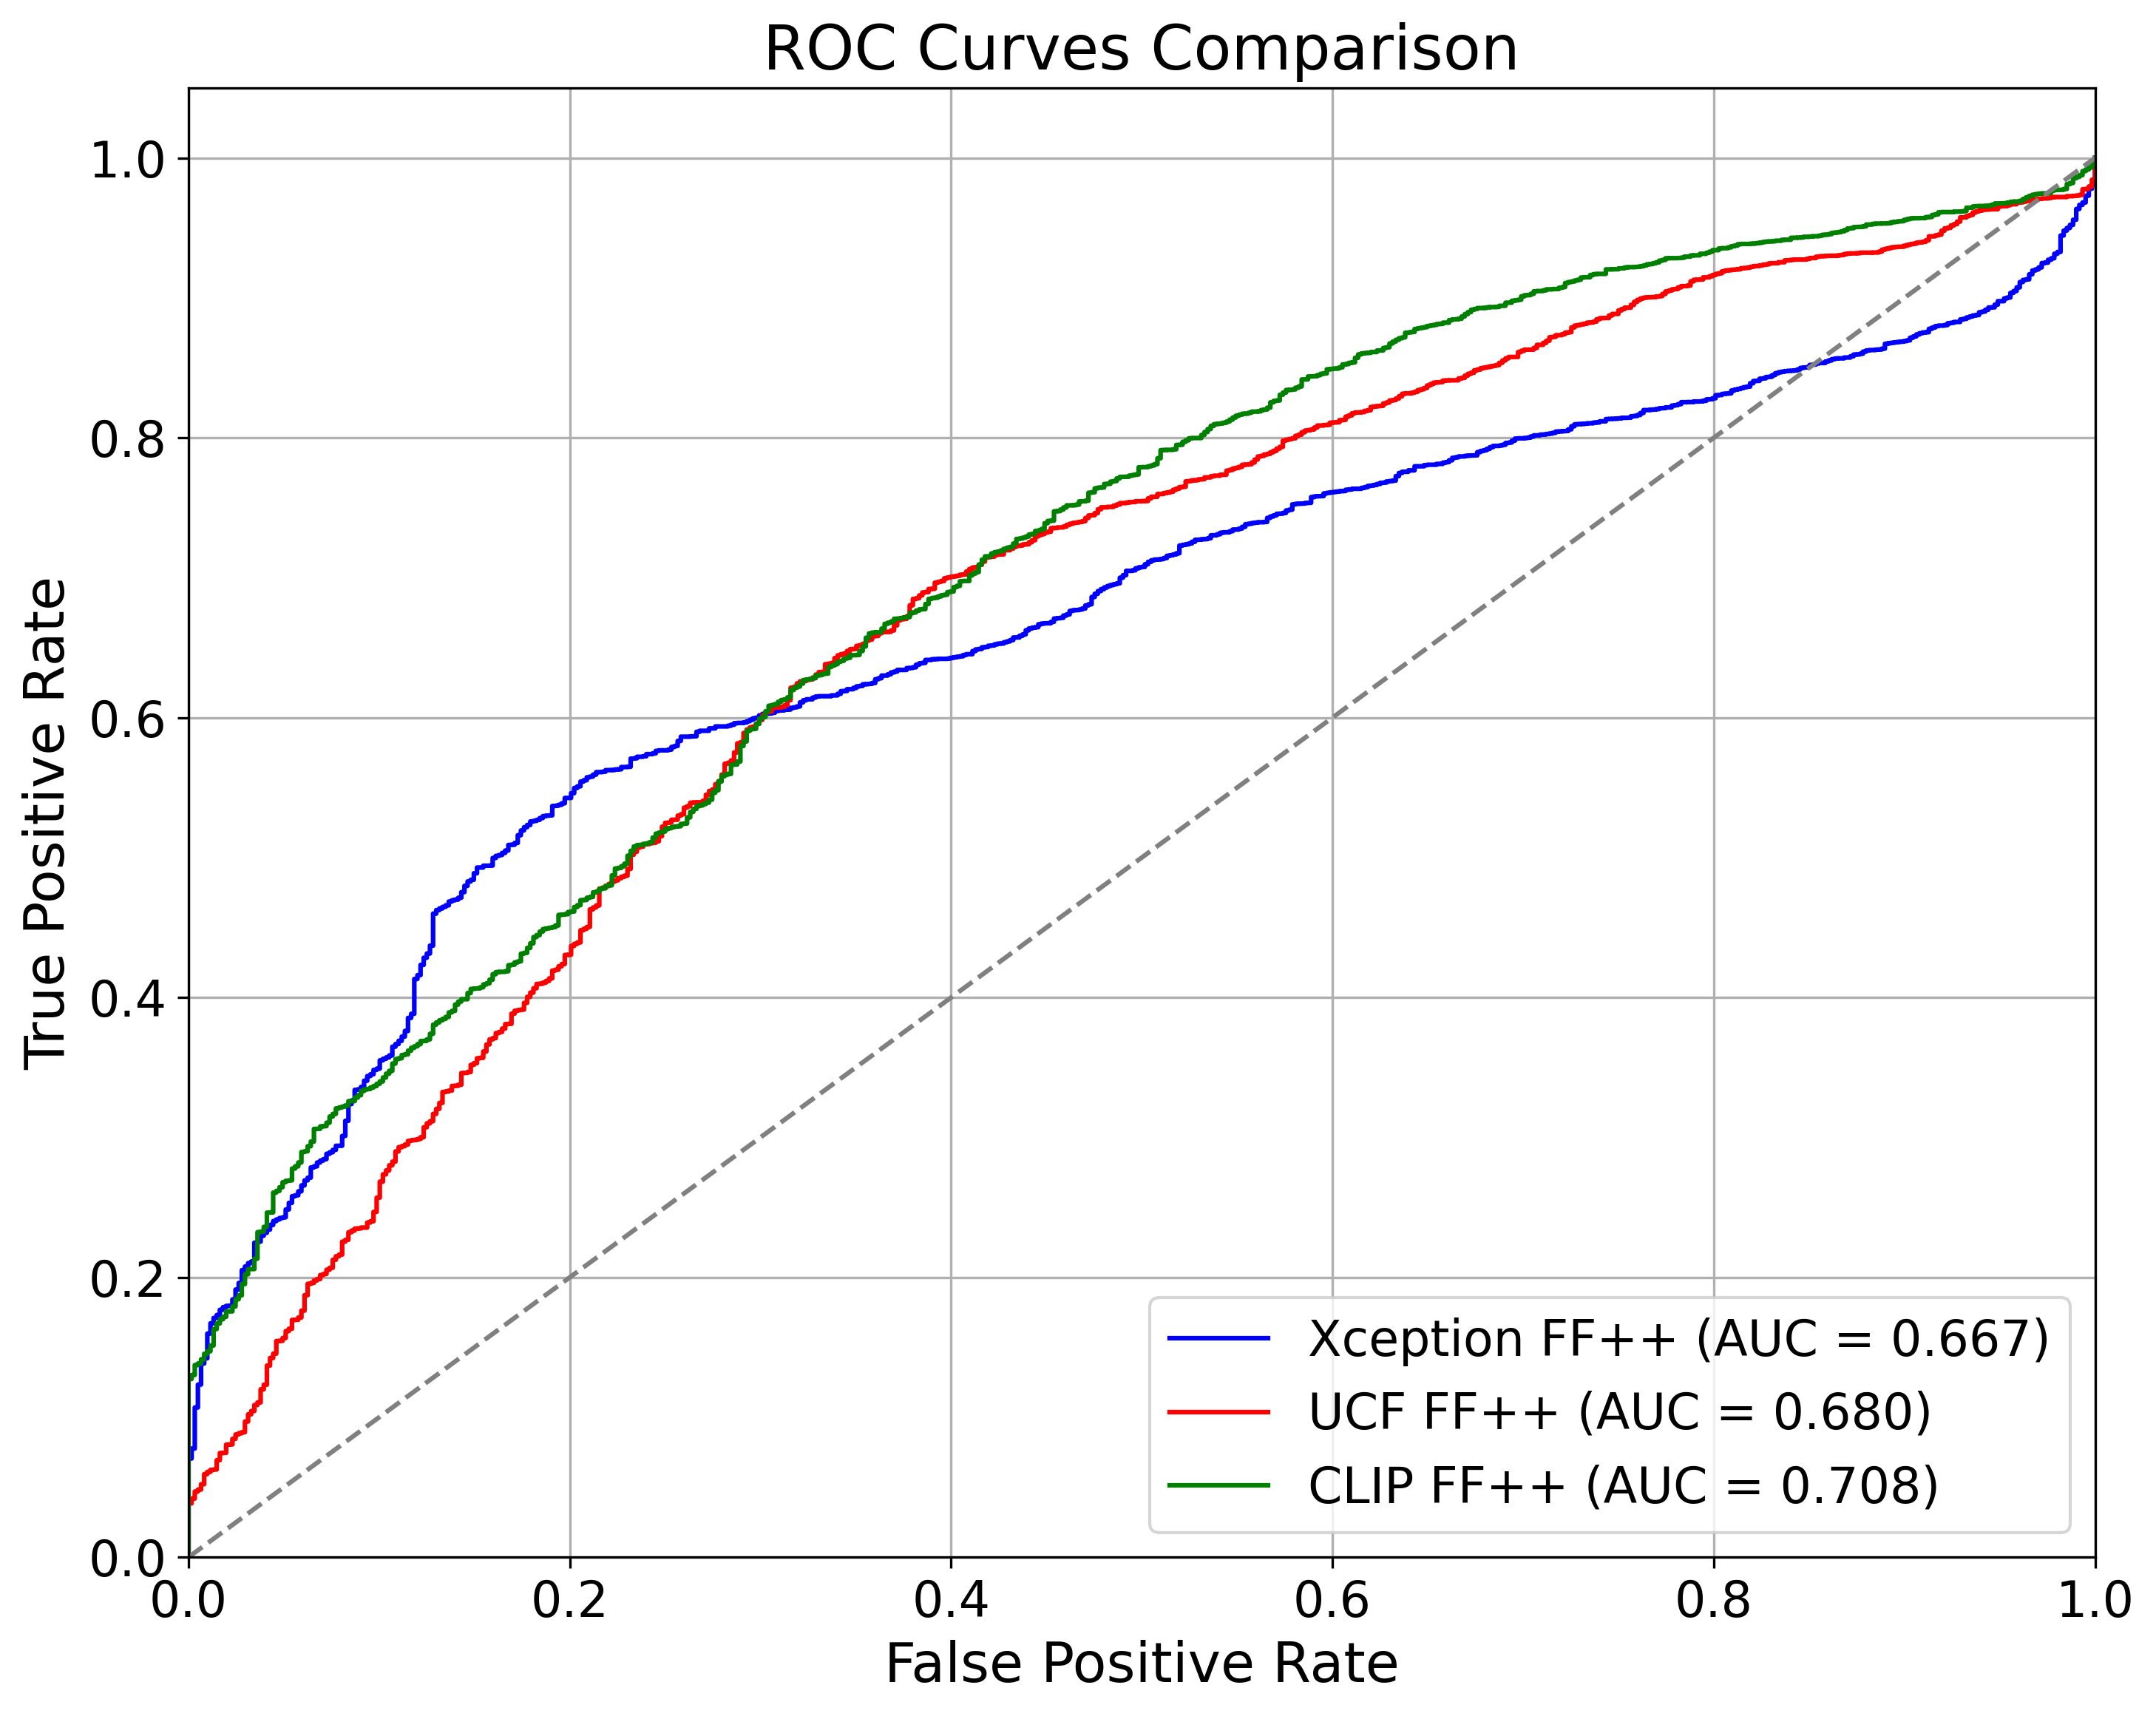 ROC Curves Comparison
True Positive Rate
1.0
0.8
0.6
0.4
0.2
0.0
0.0 0.2 0.4 0.6 0.8 1.0
False Positive Rate
Xception FF++ (AUC = 0.667)
UCF FF++ (AUC = 0.680)
CLIP FF++ (AUC = 0.708)